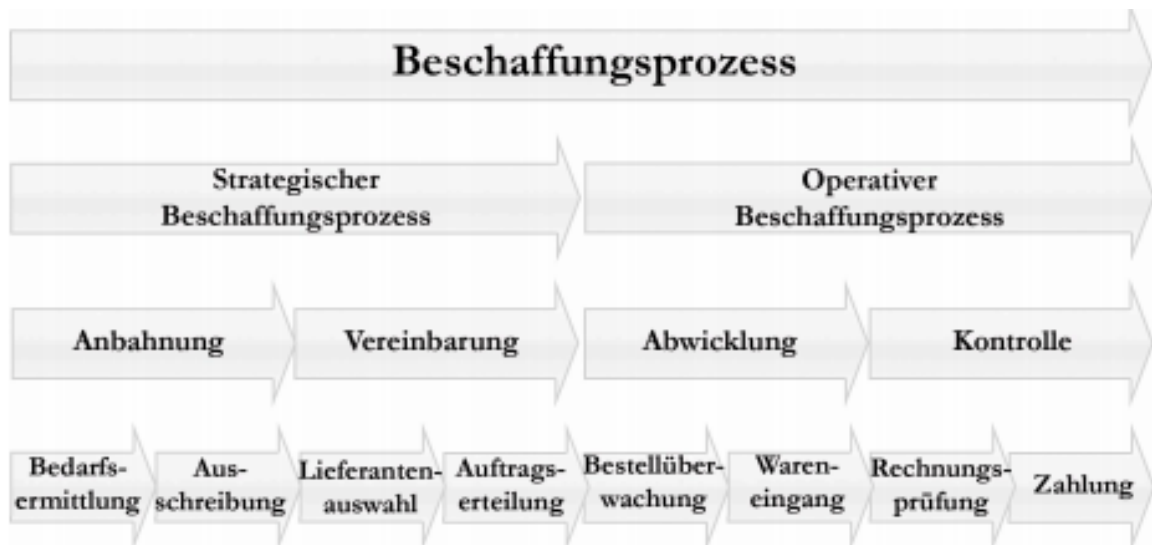 Beschaffungsprozess
Strategischer
Beschaffungsprozess
Operativer
Beschaffungsprozess
Anbahnung
Vereinbarung
Abwicklung
Kontrolle
Bedarfs-
ermittlung
Aus-
schreibung
Lieferanten-
auswahl
Auftrags-
erteilung
Bestellüber-
wachung
Waren-
eingang
Rechnungs-
prüfung
Zahlung